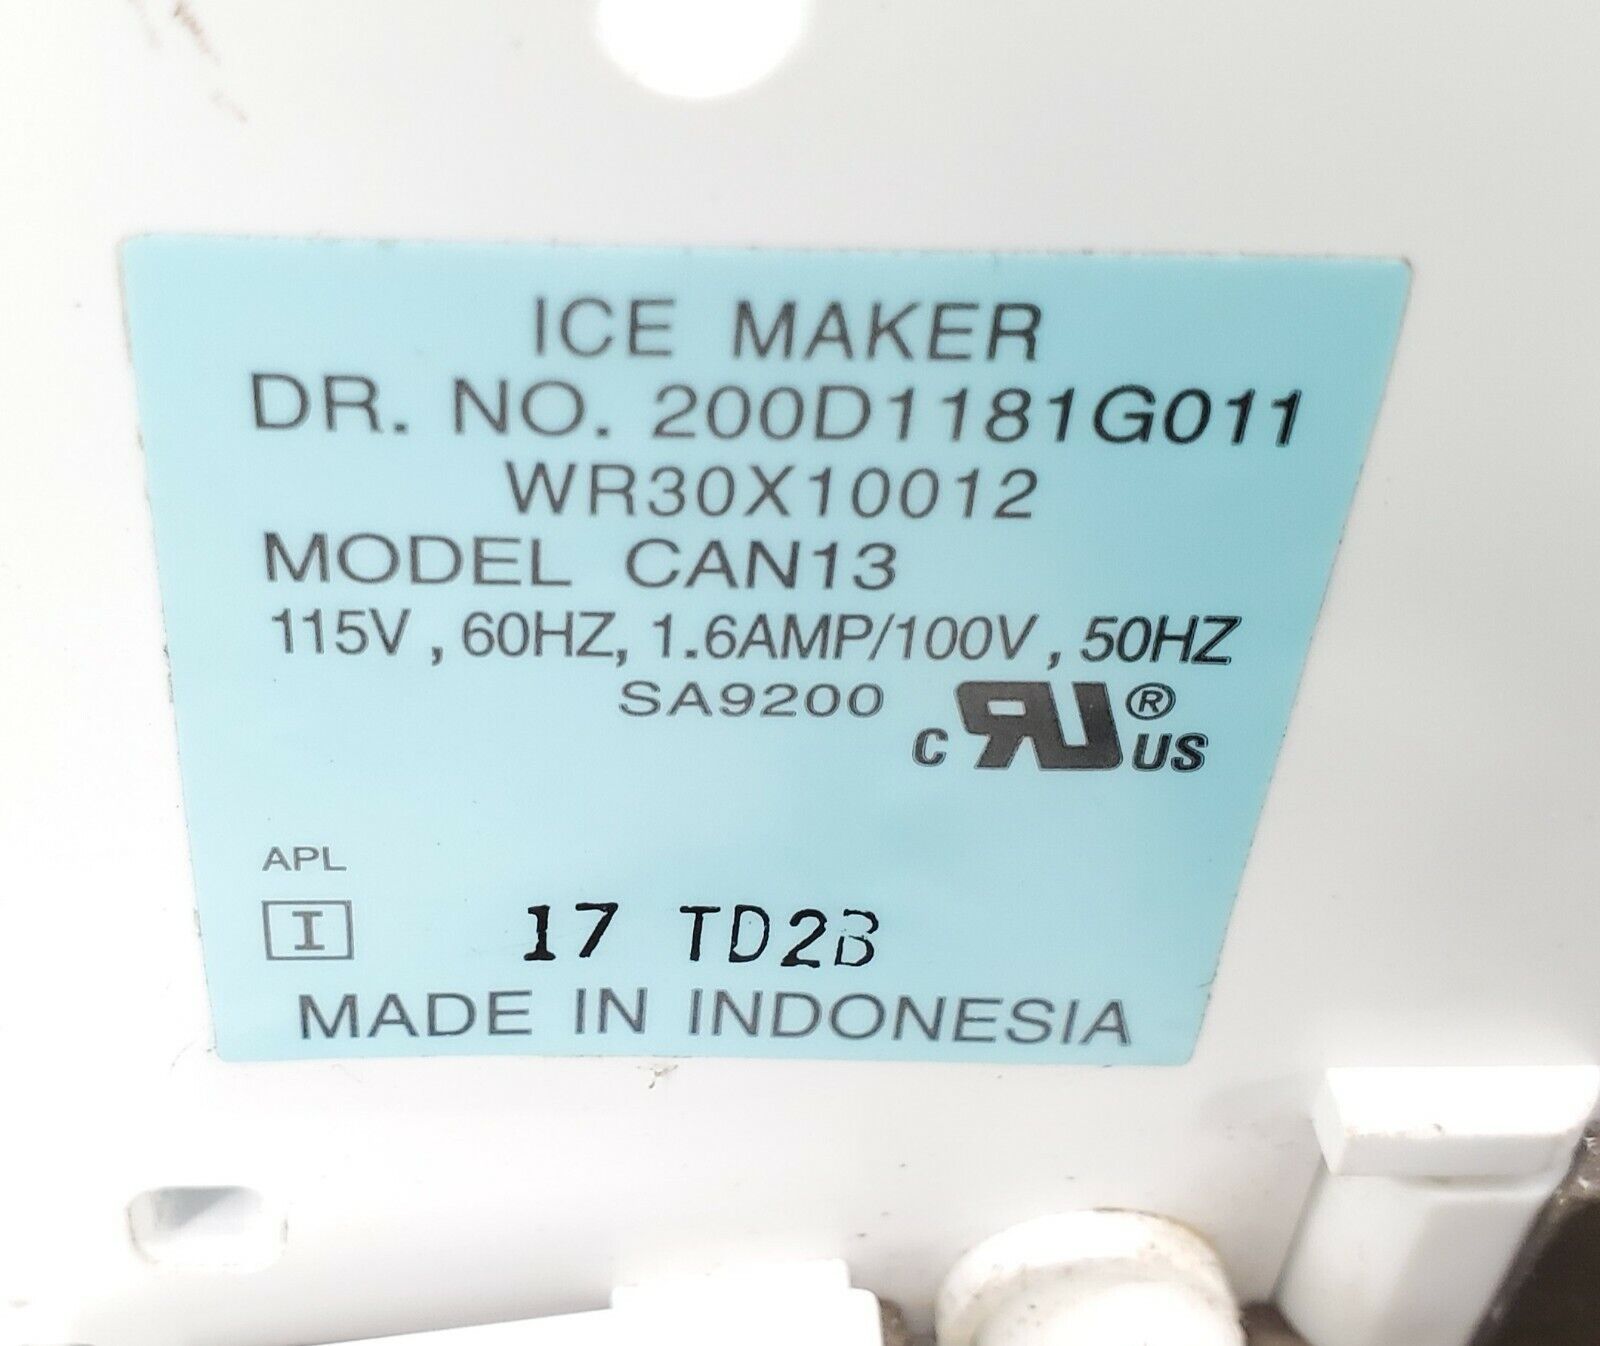 ICE MAKER
DR. NO. 200D1181G011
WR30X10012
MODEL CAN13
115V, 60HZ, 1.6AMP/100V, 50HZ
SA9200 c RU ® US
APL
I 17 TD2B
MADE IN INDONESIA